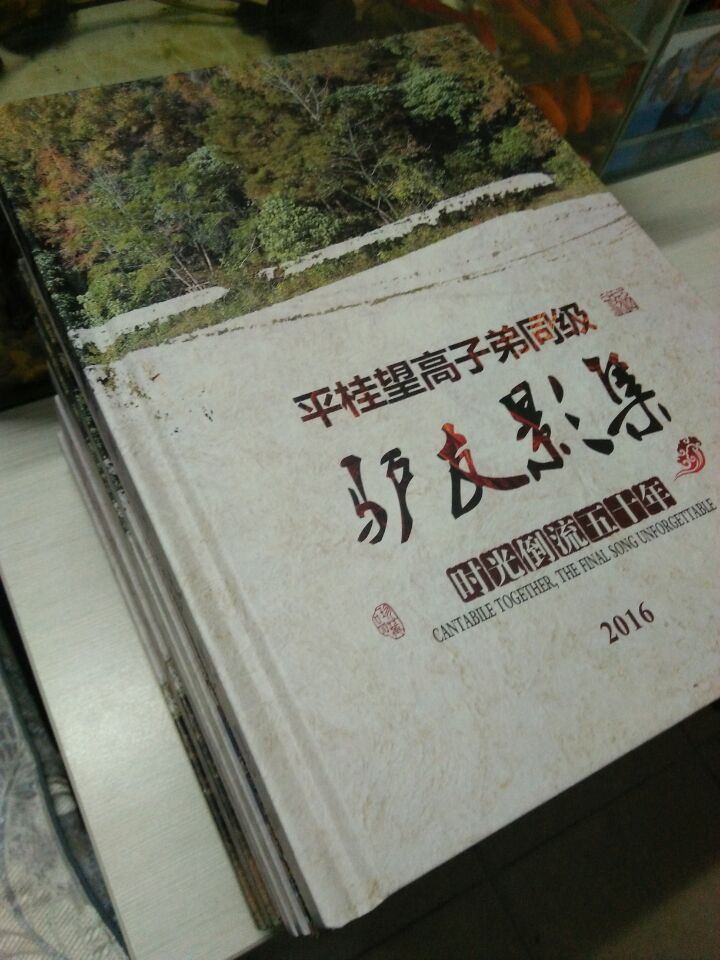 平桂望高子弟同级
驴友影集
时光倒流五十年
CANTABILE TOGETHER, THE FINAL SONG UNFORGETTABLE
2016